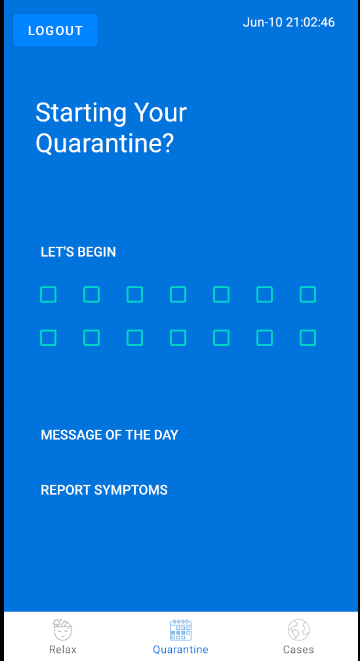 LOGOUT
Jun-10 21:02:46
Starting Your
Quarantine?
LET'S BEGIN
MESSAGE OF THE DAY
REPORT SYMPTOMS
Relax
Quarantine
Cases